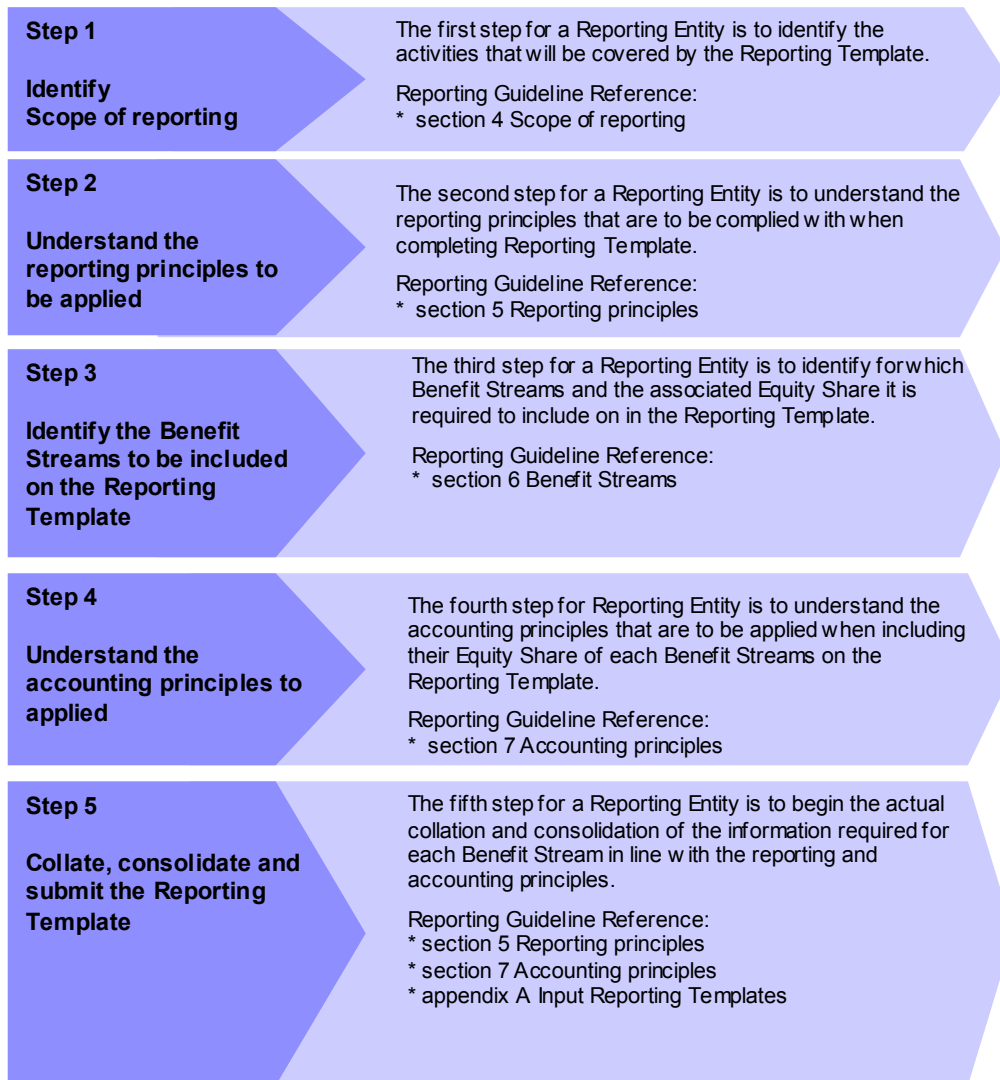 Step 1
Identify
Scope of reporting
The first step for a Reporting Entity is to identify the
activities that will be covered by the Reporting Template.
Reporting Guideline Reference:
* section 4 Scope of reporting
Step 2
Understand the
reporting principles to
be applied
The second step for a Reporting Entity is to understand the
reporting principles that are to be complied with when
completing Reporting Template.
Reporting Guideline Reference:
* section 5 Reporting principles
Step 3
Identify the Benefit
Streams to be included
on the Reporting
Template
The third step for a Reporting Entity is to identify for which
Benefit Streams and the associated Equity Share it is
required to include on in the Reporting Template.
Reporting Guideline Reference:
* section 6 Benefit Streams
Step 4
Understand the
accounting principles to
applied
The fourth step for Reporting Entity is to understand the
accounting principles that are to be applied when including
their Equity Share of each Benefit Streams on the
Reporting Template.
Reporting Guideline Reference:
* section 7 Accounting principles
Step 5
Collate, consolidate and
submit the Reporting
Template
The fifth step for a Reporting Entity is to begin the actual
collation and consolidation of the information required for
each Benefit Stream in line with the reporting and
accounting principles.
Reporting Guideline Reference:
* section 5 Reporting principles
* section 7 Accounting principles
* appendix A Input Reporting Templates